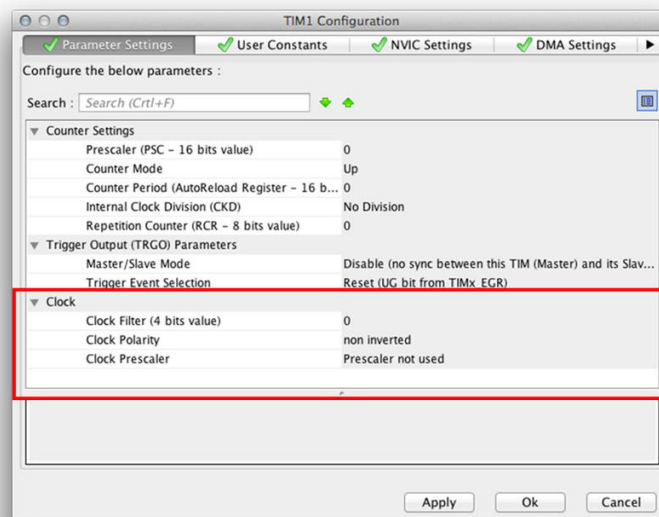 TIM1 Configuration
Parameter Settings User Constants NVIC Settings DMA Settings
Configure the below parameters :
Search : Search (Crtl+F)
Counter Settings
Prescaler (PSC - 16 bits value) 0
Counter Mode Up
Counter Period (AutoReload Register - 16 b... 0
Internal Clock Division (CKD) No Division
Repetition Counter (RCR - 8 bits value) 0
Trigger Output (TRGO) Parameters
Master/Slave Mode Disable (no sync between this TIM (Master) and its Slav...
Trigger Event Selection Reset (UG bit from TIMx_EGR)
Clock
Clock Filter (4 bits value) 0
Clock Polarity non inverted
Clock Prescaler Prescaler not used
Apply Ok Cancel